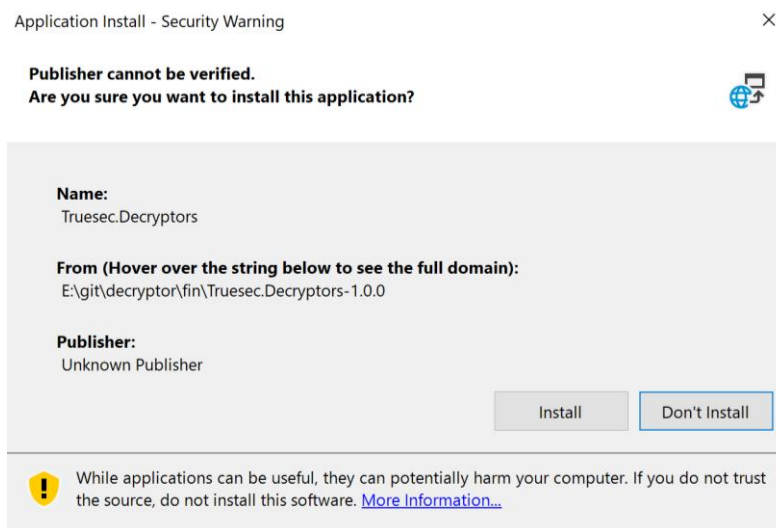 Application Install - Security Warning
Publisher cannot be verified.
Are you sure you want to install this application?
Name:
Truesec.Decryptors
From (Hover over the string below to see the full domain):
E:\git\decryptor\fin\Truesec.Decryptors-1.0.0
Publisher:
Unknown Publisher
Install
Don't Install
While applications can be useful, they can potentially harm your computer. If you do not trust
the source, do not install this software. More Information...